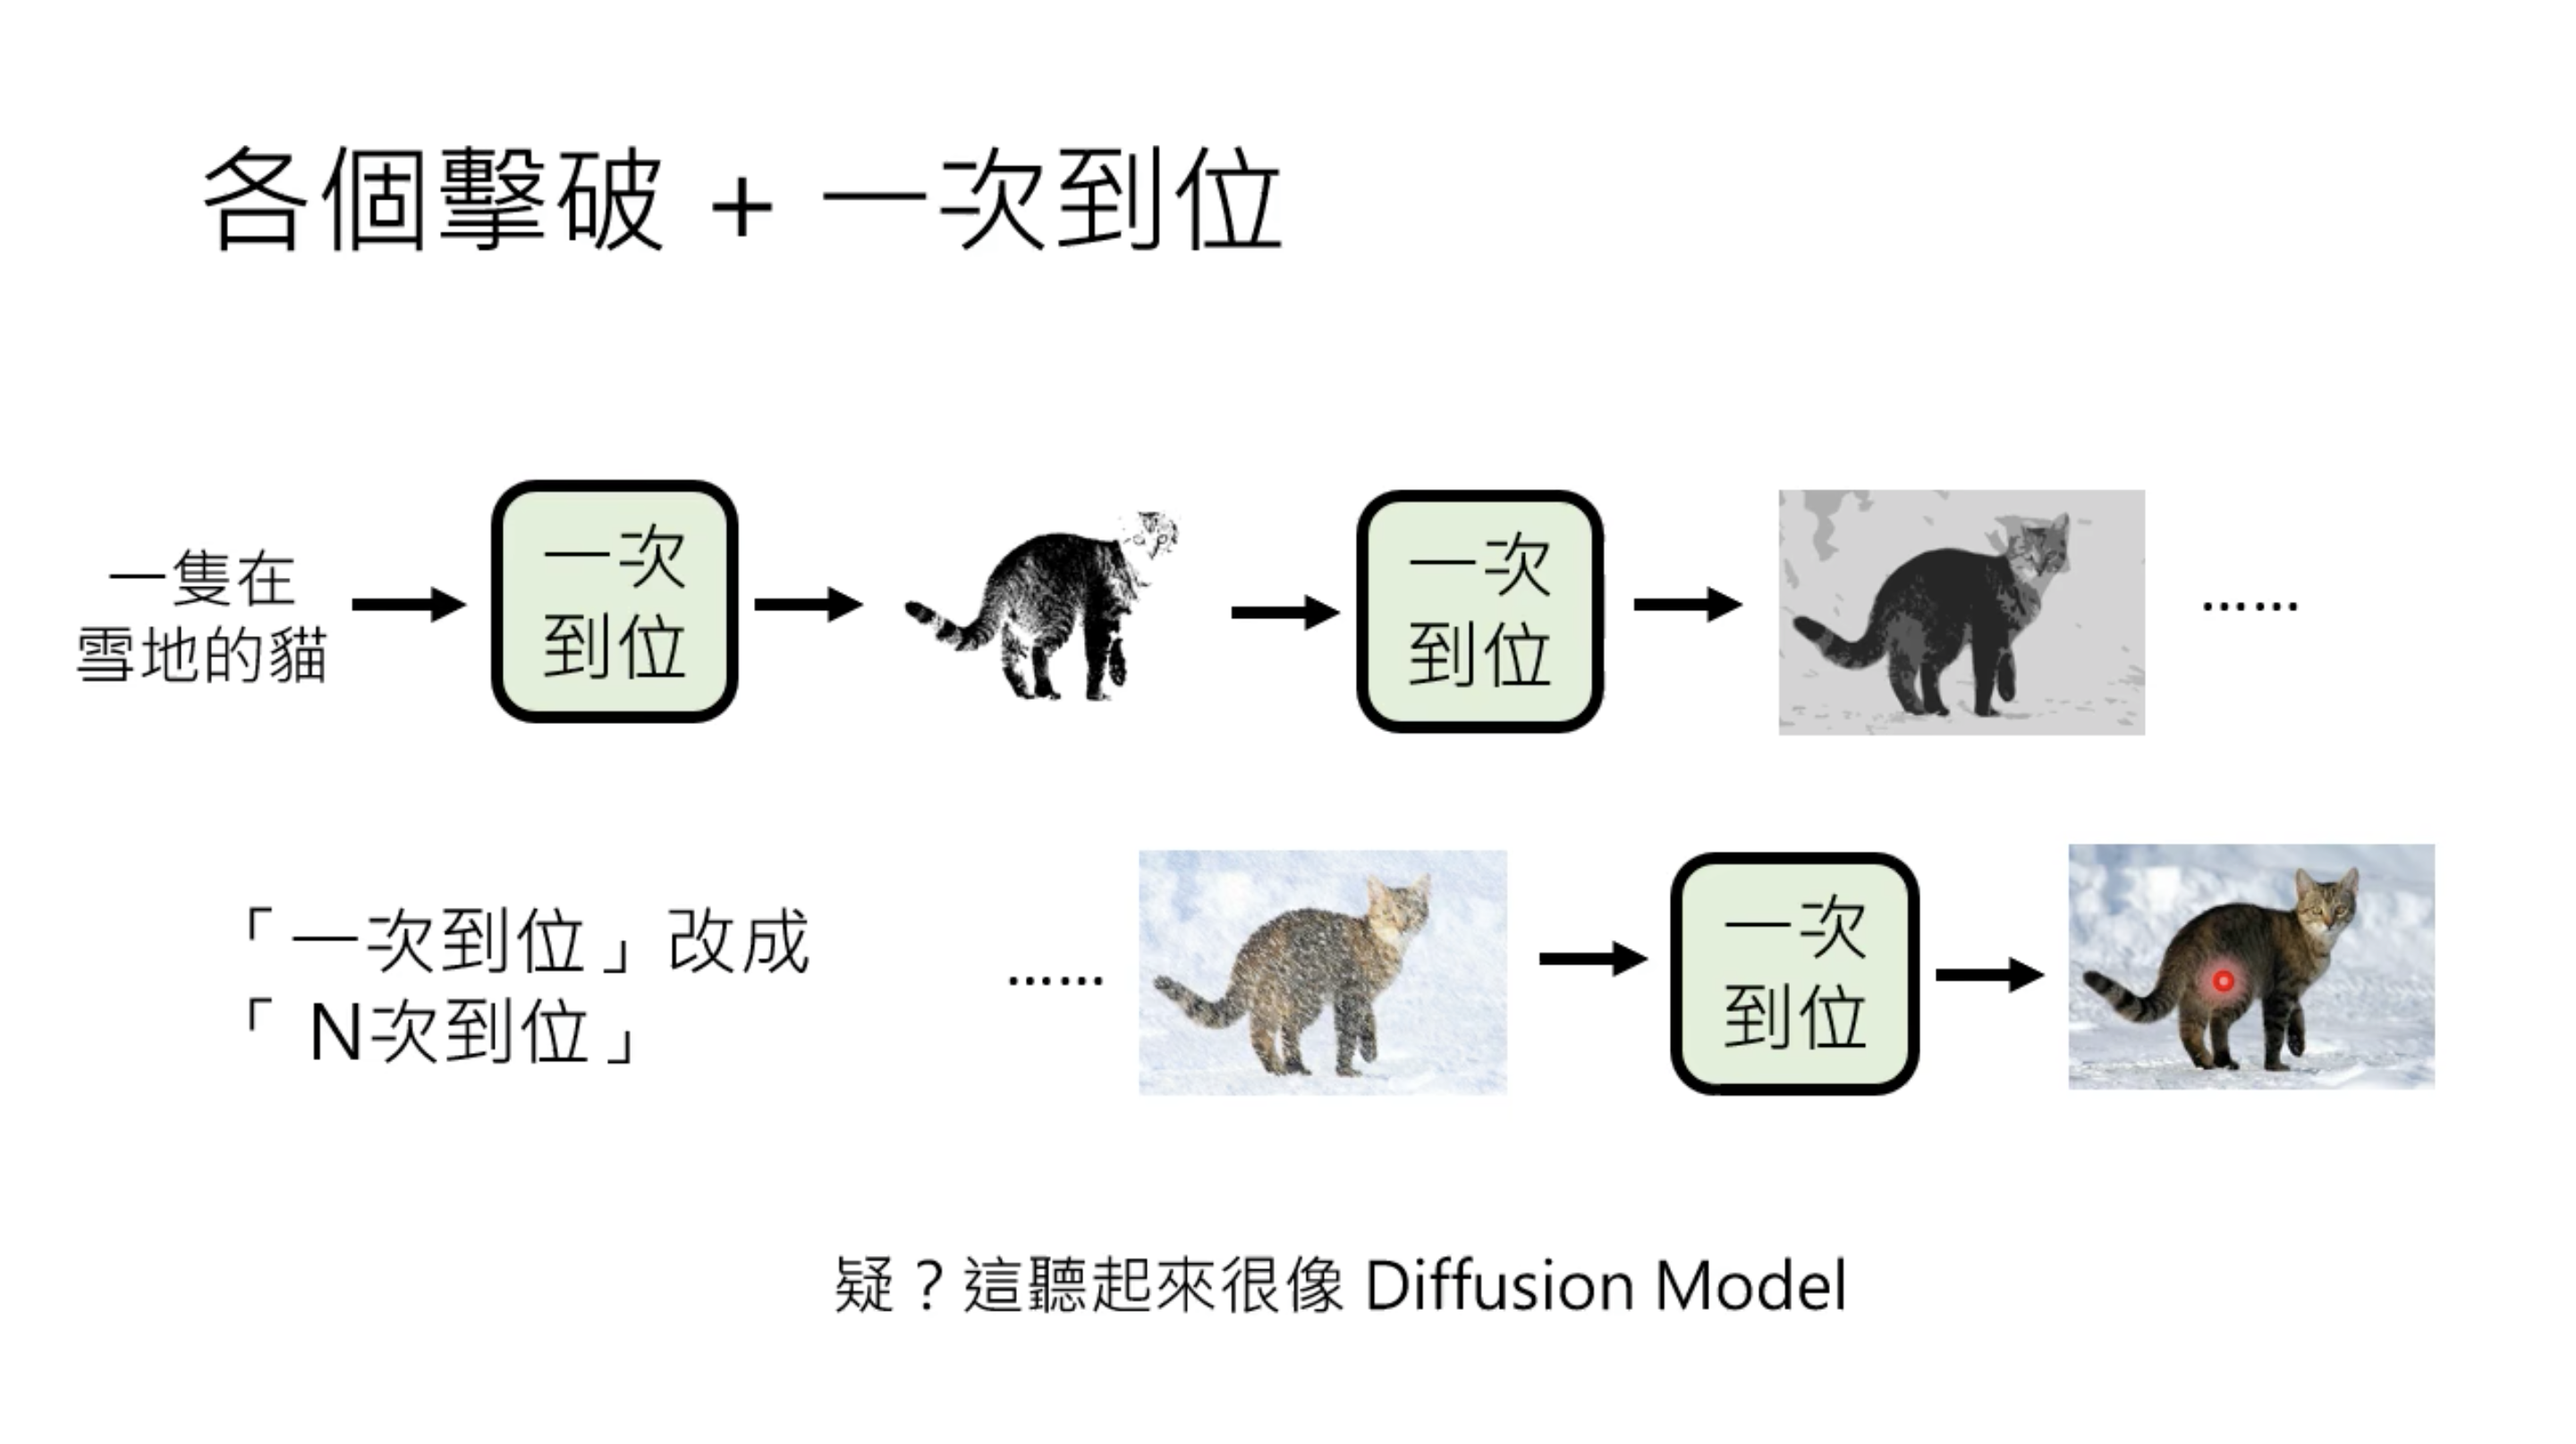 各個擊破 + 一次到位
一隻在
雪地的貓
一次
到位
一次
到位
......
「一次到位」改成
「 N次到位」
......
一次
到位
疑？這聽起來很像 Diffusion Model